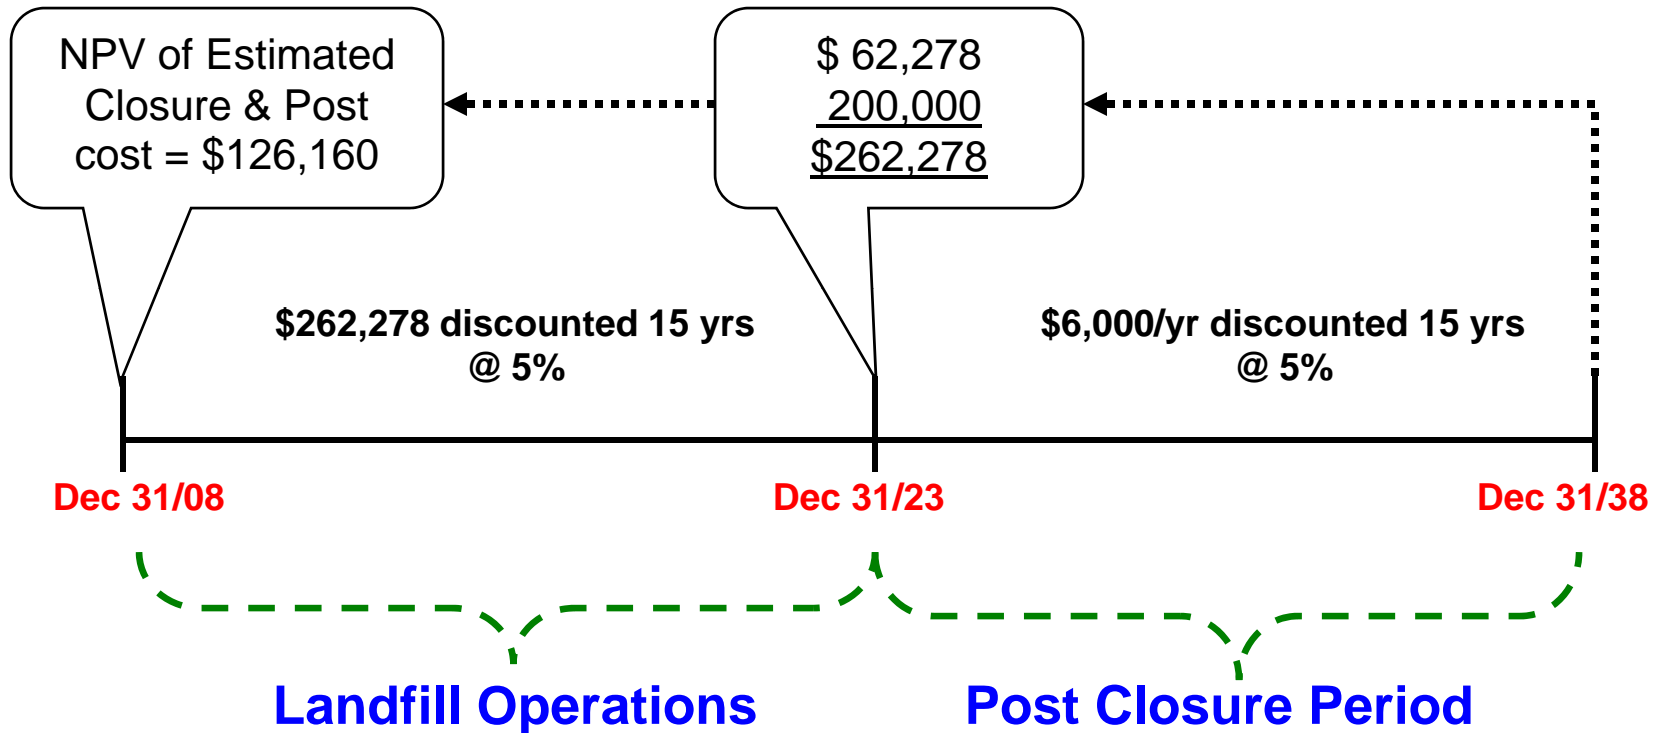 NPV of Estimated
Closure & Post
cost = $126,160
$ 62,278
200,000
$262,278
$262,278 discounted 15 yrs
@ 5%
$6,000/yr discounted 15 yrs
@ 5%
Dec 31/08
Dec 31/23
Dec 31/38
Landfill Operations
Post Closure Period